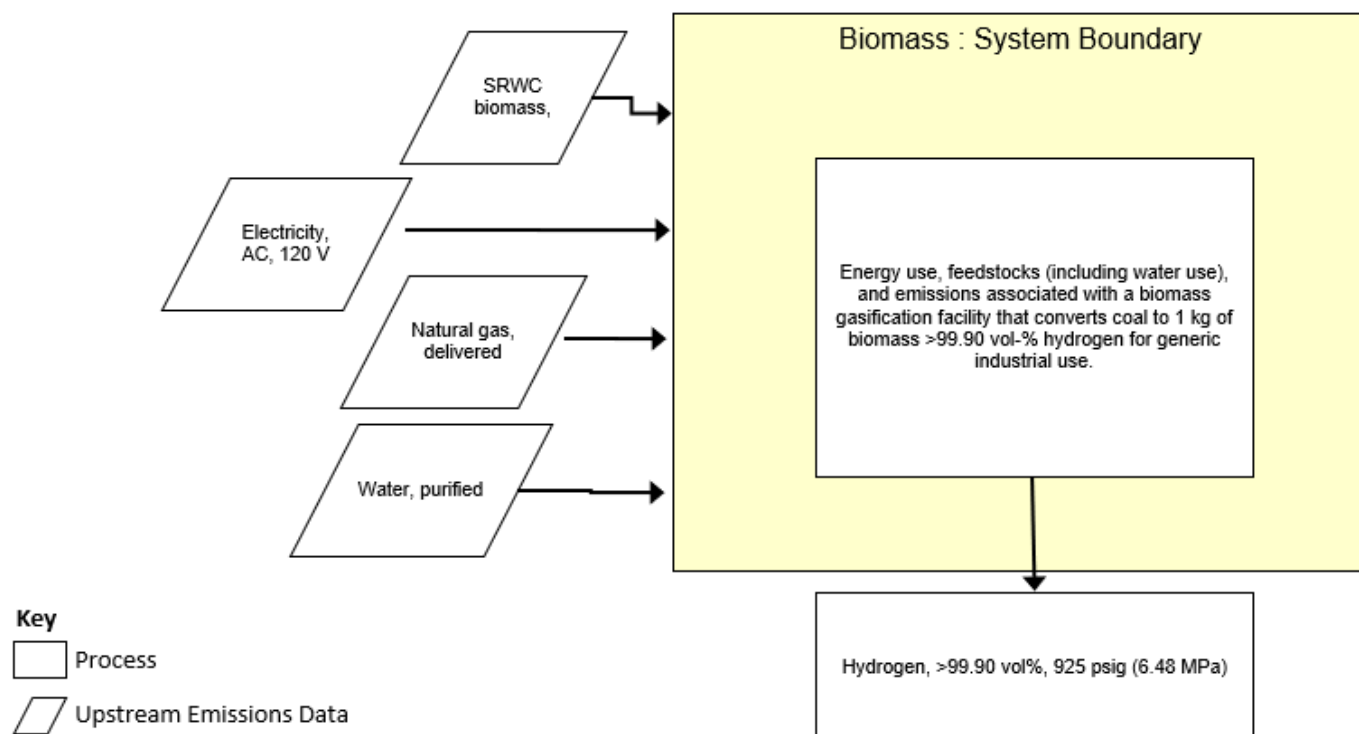 Biomass : System Boundary
SRWC
biomass,
Electricity,
AC, 120 V
Natural gas,
delivered
Water, purified
Energy use, feedstocks (including water use),
and emissions associated with a biomass
gasification facility that converts coal to 1 kg of
biomass >99.90 vol-% hydrogen for generic
industrial use.
Hydrogen, >99.90 vol%, 925 psig (6.48 MPa)
Key
Process
Upstream Emissions Data